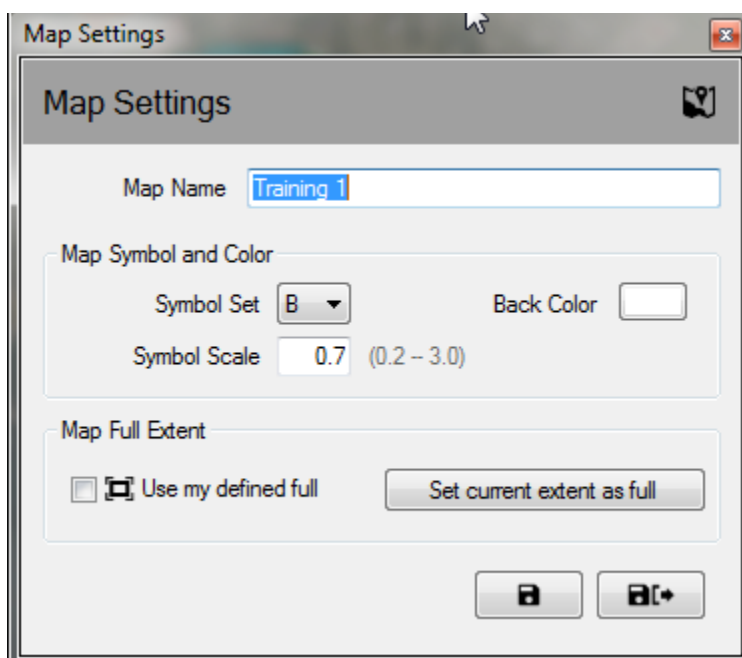 Map Settings
Map Settings
Map Name Training 1
Map Symbol and Color
Symbol Set B Back Color
Symbol Scale 0.7 (0.2 – 3.0)
Map Full Extent
Use my defined full Set current extent as full